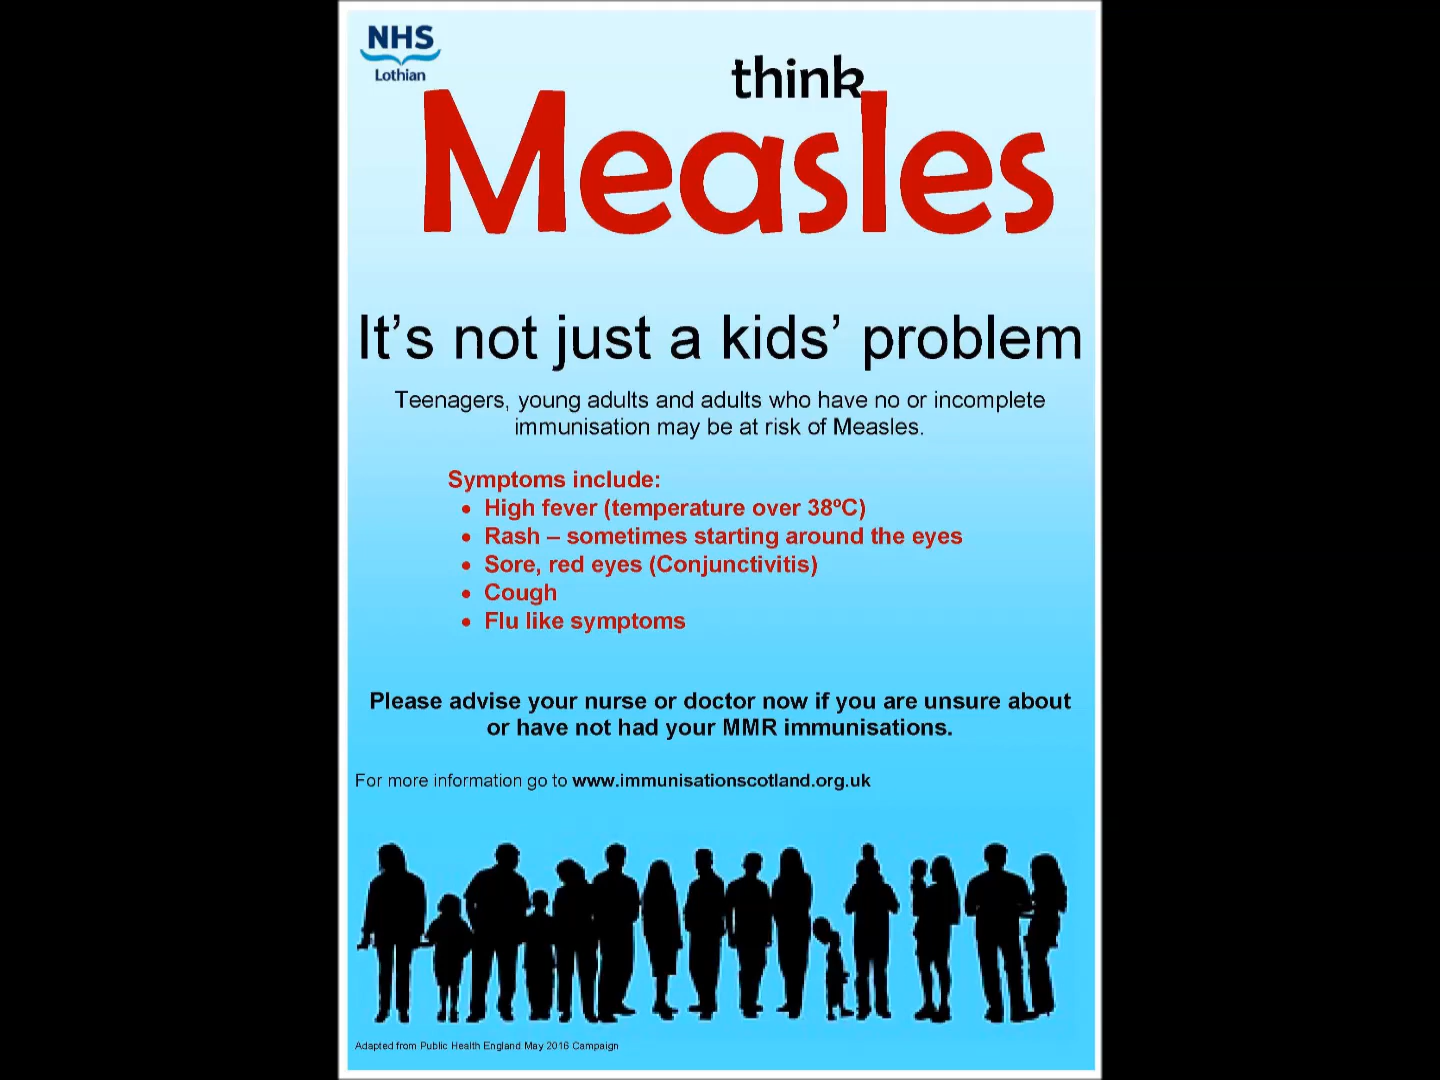 NHS
Lothian
think
Measles
It's not just a kids' problem
Teenagers, young adults and adults who have no or incomplete
immunisation may be at risk of Measles.
Symptoms include:
• High fever (temperature over 38ºC)
• Rash – sometimes starting around the eyes
• Sore, red eyes (Conjunctivitis)
• Cough
• Flu like symptoms
Please advise your nurse or doctor now if you are unsure about
or have not had your MMR immunisations.
For more information go to www.immunisationscotland.org.uk
Adapted from Public Health England May 2016 Campaign